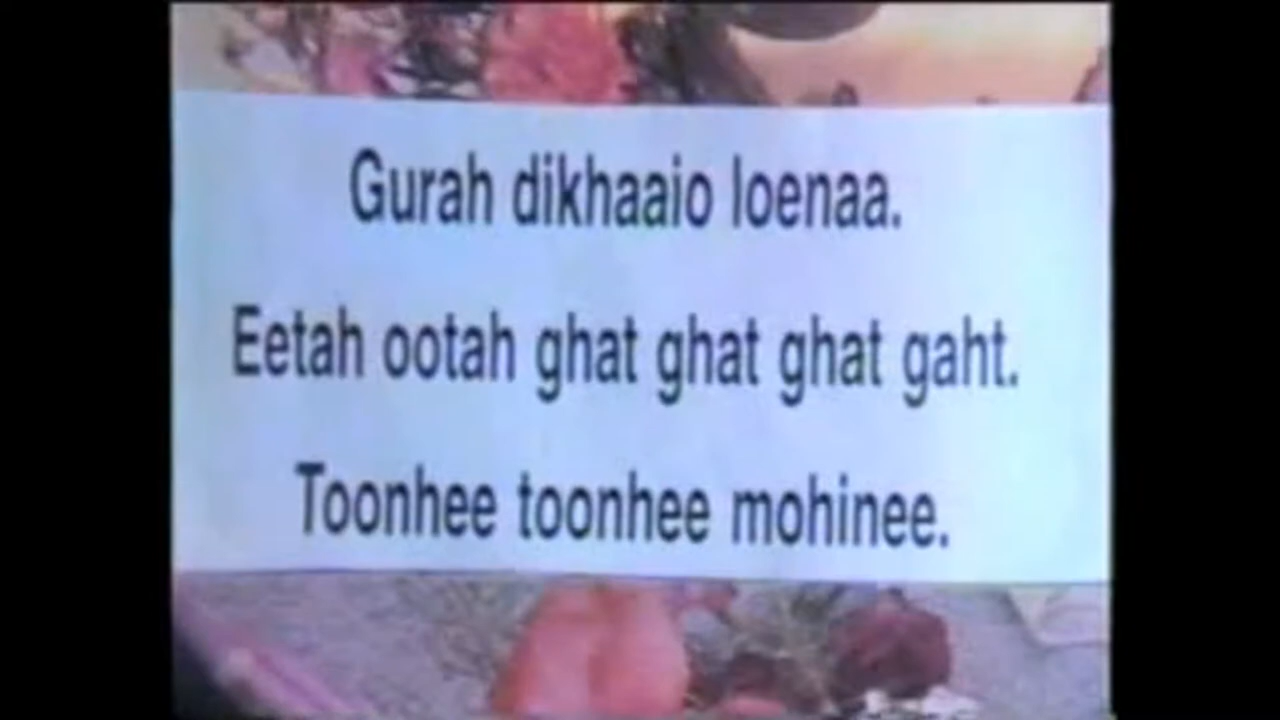 Gurah dikhaaio loenaa.
Eetah ootah ghat ghat ghat gaht.
Toonhee toonhee mohinee.